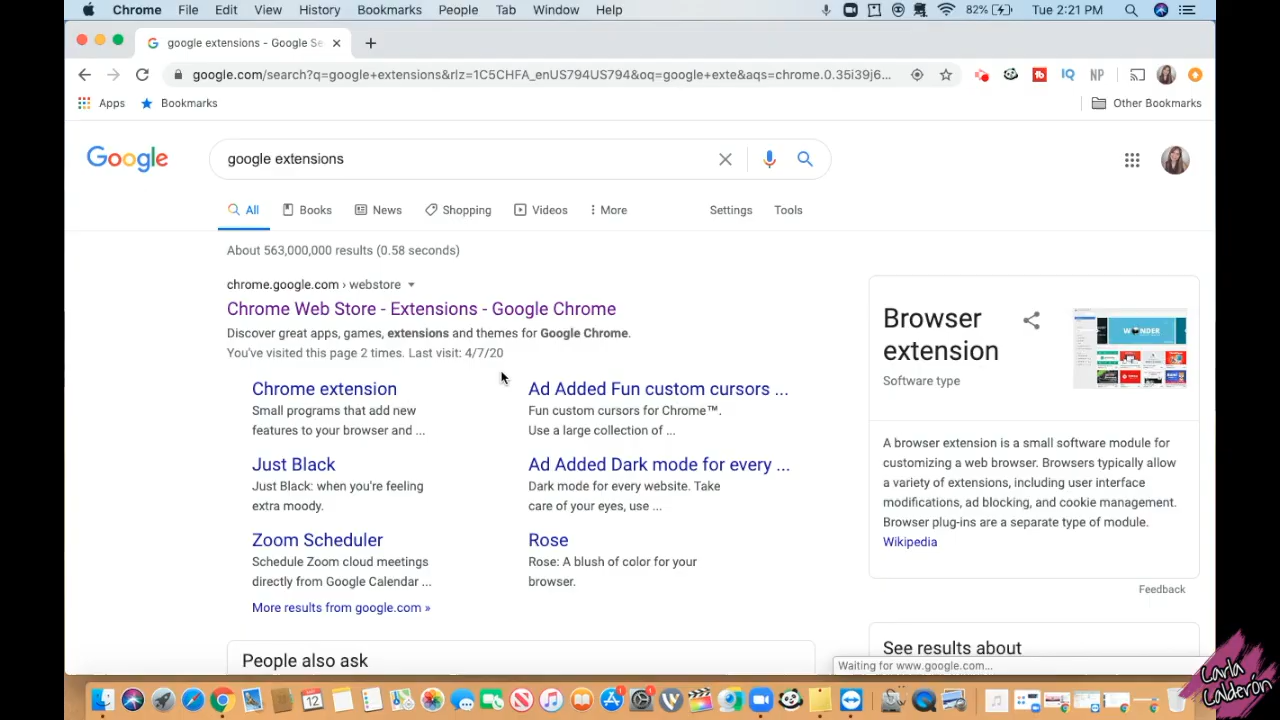 Chrome File Edit View History Bookmarks People Tab Window Help 82% Tue 2:21 PM
google extensions - Google Se
google.com/search?q=google+extensions&rlz=1C5CHFA_enUS794US794&oq=google+exte&aqs=chrome.0.35i39j6...
IQ NP
Apps Bookmarks Other Bookmarks
Google google extensions
All Books News Shopping Videos More Settings Tools
About 563,000,000 results (0.58 seconds)
chrome.google.com › webstore
Chrome Web Store - Extensions - Google Chrome
Discover great apps, games, extensions and themes for Google Chrome.
You've visited this page 2 times. Last visit: 4/7/20
Chrome extension
Small programs that add new
features to your browser and ...
Ad Added Fun custom cursors ...
Fun custom cursors for Chrome™.
Use a large collection of ...
Just Black
Just Black: when you're feeling
extra moody.
Ad Added Dark mode for every ...
Dark mode for every website. Take
care of your eyes, use ...
Zoom Scheduler
Schedule Zoom cloud meetings
directly from Google Calendar ...
Rose
Rose: A blush of color for your
browser.
More results from google.com »
People also ask
Browser
extension
Software type
WONDER
A browser extension is a small software module for
customizing a web browser. Browsers typically allow
a variety of extensions, including user interface
modifications, ad blocking, and cookie management.
Browser plug-ins are a separate type of module.
Wikipedia
Feedback
See results about
Waiting for www.google.com...
12
Carla
Calderón